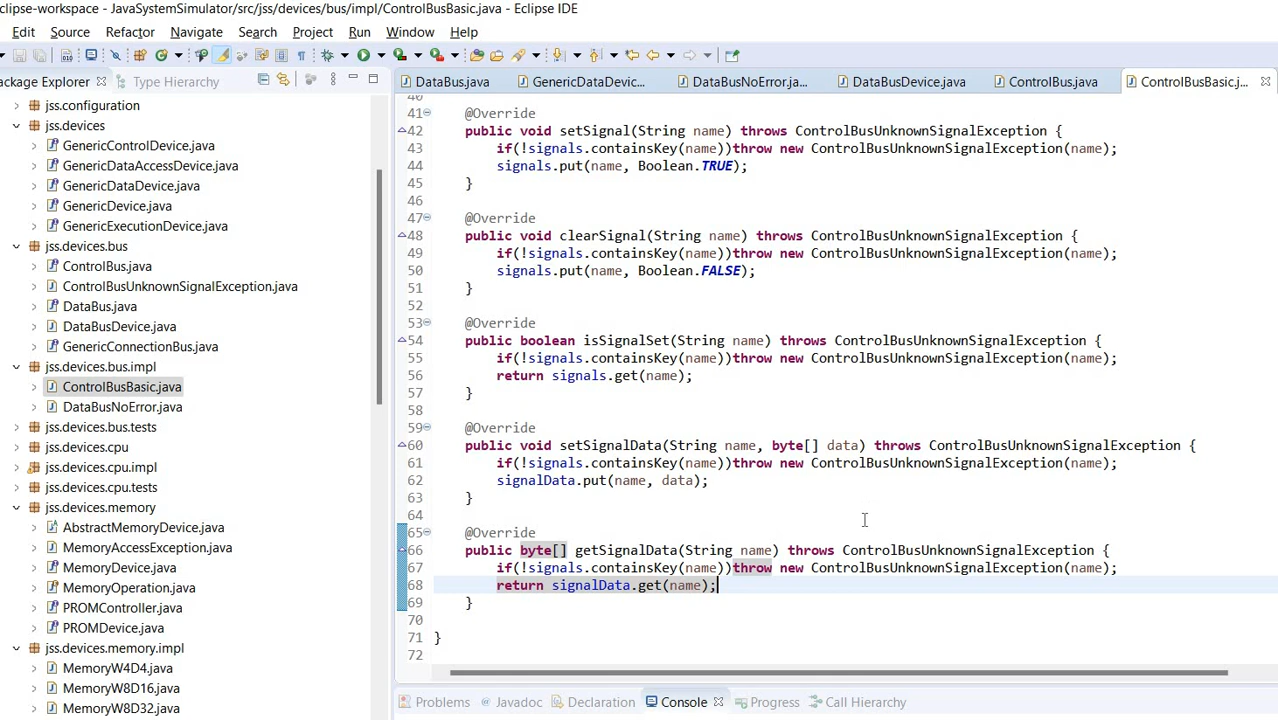 clipse-workspace - JavaSystemSimulator/src/jss/devices/bus/impl/ControlBusBasic.java - Eclipse IDE
Edit Source Refactor Navigate Search Project Run Window Help
ackage Explorer Type Hierarchy
DataBus.java GenericDataDevic... DataBusNoError.ja... DataBusDevice.java ControlBus.java ControlBusBasic.j...
jss.configuration
jss.devices
GenericControlDevice.java
GenericDataAccessDevice.java
GenericDataDevice.java
GenericDevice.java
GenericExecutionDevice.java
jss.devices.bus
ControlBus.java
ControlBusUnknownSignalException.java
DataBus.java
DataBusDevice.java
GenericConnectionBus.java
jss.devices.bus.impl
ControlBusBasic.java
DataBusNoError.java
jss.devices.bus.tests
jss.devices.cpu
jss.devices.cpu.impl
jss.devices.cpu.tests
jss.devices.memory
AbstractMemoryDevice.java
MemoryAccessException.java
MemoryDevice.java
MemoryOperation.java
PROMController.java
PROMDevice.java
jss.devices.memory.impl
MemoryW4D4.java
MemoryW8D16.java
MemoryW8D32.java
40
41 @Override
42 public void setSignal(String name) throws ControlBusUnknownSignalException {
43 if(!signals.containsKey(name))throw new ControlBusUnknownSignalException(name);
44 signals.put(name, Boolean.TRUE);
45 }
46
47 @Override
48 public void clearSignal(String name) throws ControlBusUnknownSignalException {
49 if(!signals.containsKey(name))throw new ControlBusUnknownSignalException(name);
50 signals.put(name, Boolean.FALSE);
51 }
52
53 @Override
54 public boolean isSignalSet(String name) throws ControlBusUnknownSignalException {
55 if(!signals.containsKey(name))throw new ControlBusUnknownSignalException(name);
56 return signals.get(name);
57 }
58
59 @Override
60 public void setSignalData(String name, byte[] data) throws ControlBusUnknownSignalException {
61 if(!signals.containsKey(name))throw new ControlBusUnknownSignalException(name);
62 signalData.put(name, data);
63 }
64
65 @Override
66 public byte[] getSignalData(String name) throws ControlBusUnknownSignalException {
67 if(!signals.containsKey(name))throw new ControlBusUnknownSignalException(name);
68 return signalData.get(name);
69 }
70
71 }
72
Problems Javadoc Declaration Console Progress Call Hierarchy